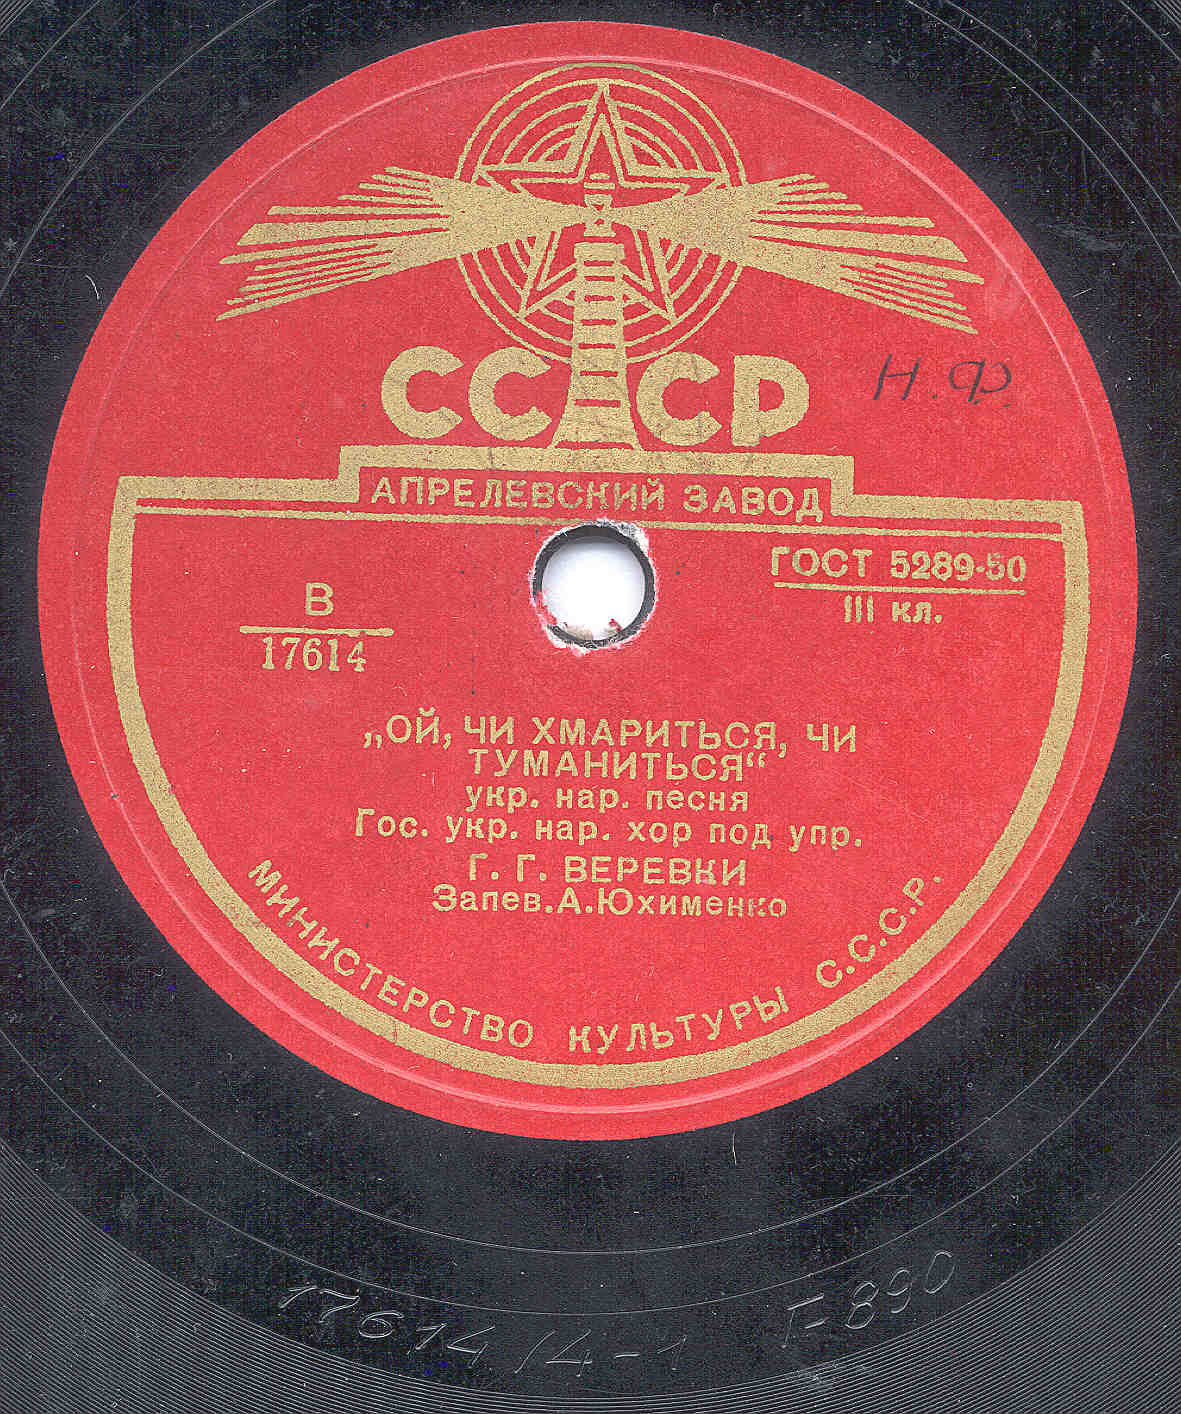 СССР
Н.Ф.
АПРЕЛЕВСКИЙ ЗАВОД
ГОСТ 5289-50
III кл.
В
17614
„ОЙ, ЧИ ХМАРИТЬСЯ, ЧИ
ТУМАНИТЬСЯ“
укр. нар. песня
Гос. укр. нар. хор под упр.
Г. Г. ВЕРЕВКИ
Запев.А.Юхименко
МИНИСТЕРСТВО КУЛЬТУРЫ С.С.С.Р.
17614/4-1 Г-890